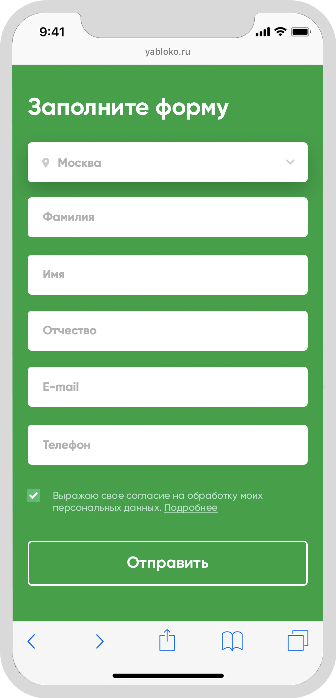 9:41
yabloko.ru
Заполните форму
Москва
Фамилия
Имя
Отчество
E-mail
Телефон
Выражаю свое согласие на обработку моих
персональных данных. Подробнее
Отправить